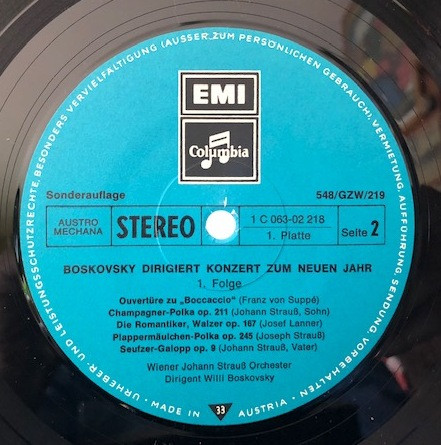 URHEBER- UND LEISTUNGSSCHUTZRECHTE, BESONDERS VERVIELFÄLTIGUNG (AUSSER ZUM PERSÖNLICHEN GEBRAUCH), VERMIETUNG, AUFFÜHRUNG, SENDUNG, VORBEHALTEN
EMI
Columbia
Sonderauflage 548/GZW/219
AUSTRO
MECHANA
STEREO
1 C 063-02 218
1. Platte
Seite 2
BOSKOVSKY DIRIGIERT KONZERT ZUM NEUEN JAHR
1. Folge
Ouvertüre zu „Boccaccio" (Franz von Suppé)
Champagner-Polka op. 211 (Johann Strauß, Sohn)
Die Romantiker, Walzer op. 167 (Josef Lanner)
Plappermäulchen-Polka op. 245 (Joseph Strauß)
Seufzer-Galopp op. 9 (Johann Strauß, Vater)
Wiener Johann Strauß Orchester
Dirigent Willi Boskovsky
· MADE IN 33 AUSTRIA ·